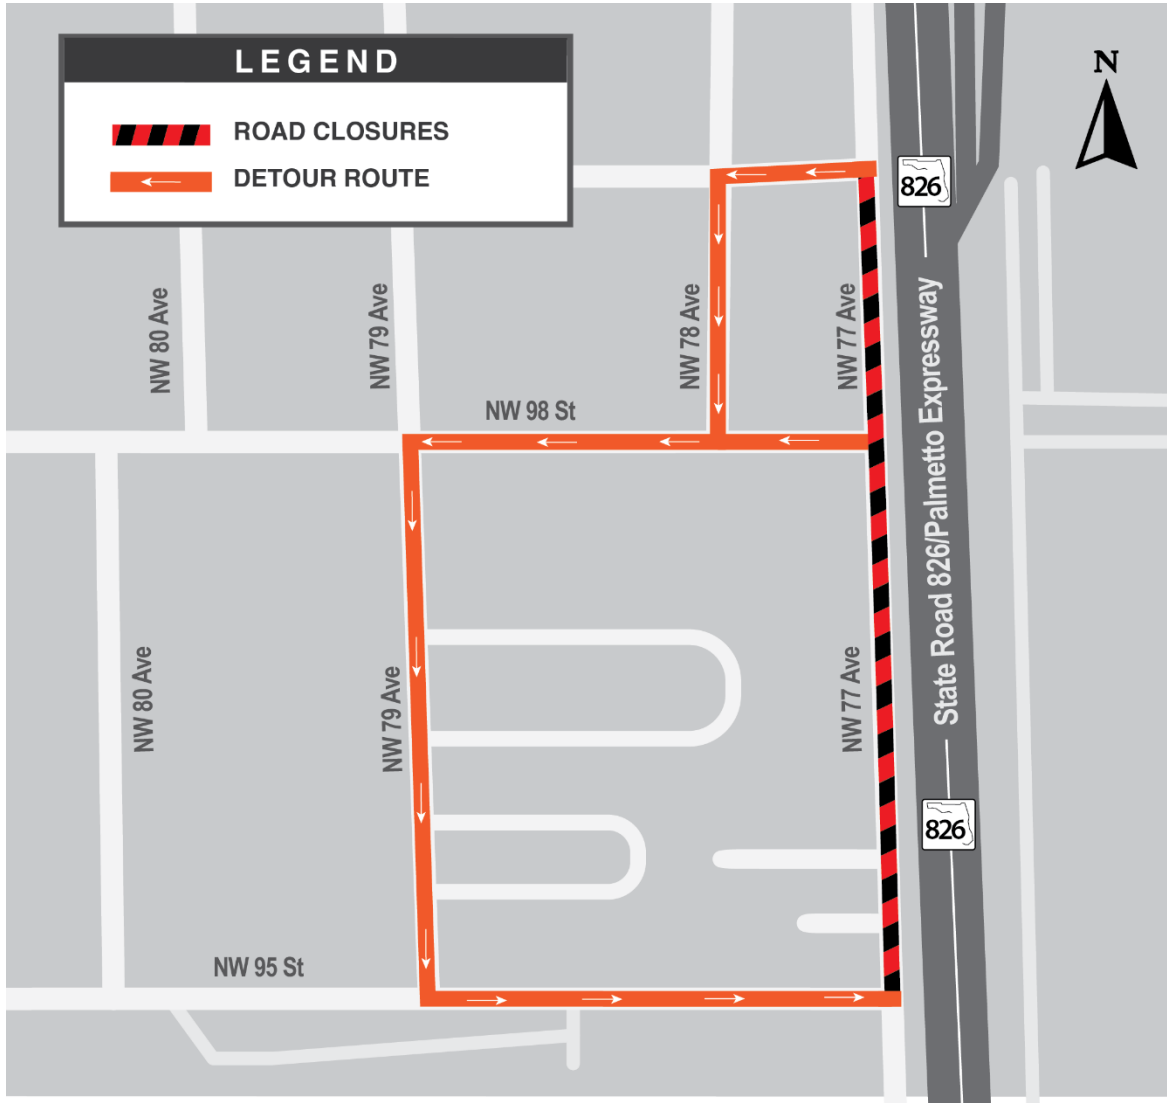 LEGEND
ROAD CLOSURES
DETOUR ROUTE
N
826
NW 80 Ave
NW 79 Ave
NW 78 Ave
NW 77 Ave
NW 98 St
State Road 826/Palmetto Expressway
NW 80 Ave
NW 79 Ave
NW 77 Ave
826
NW 95 St